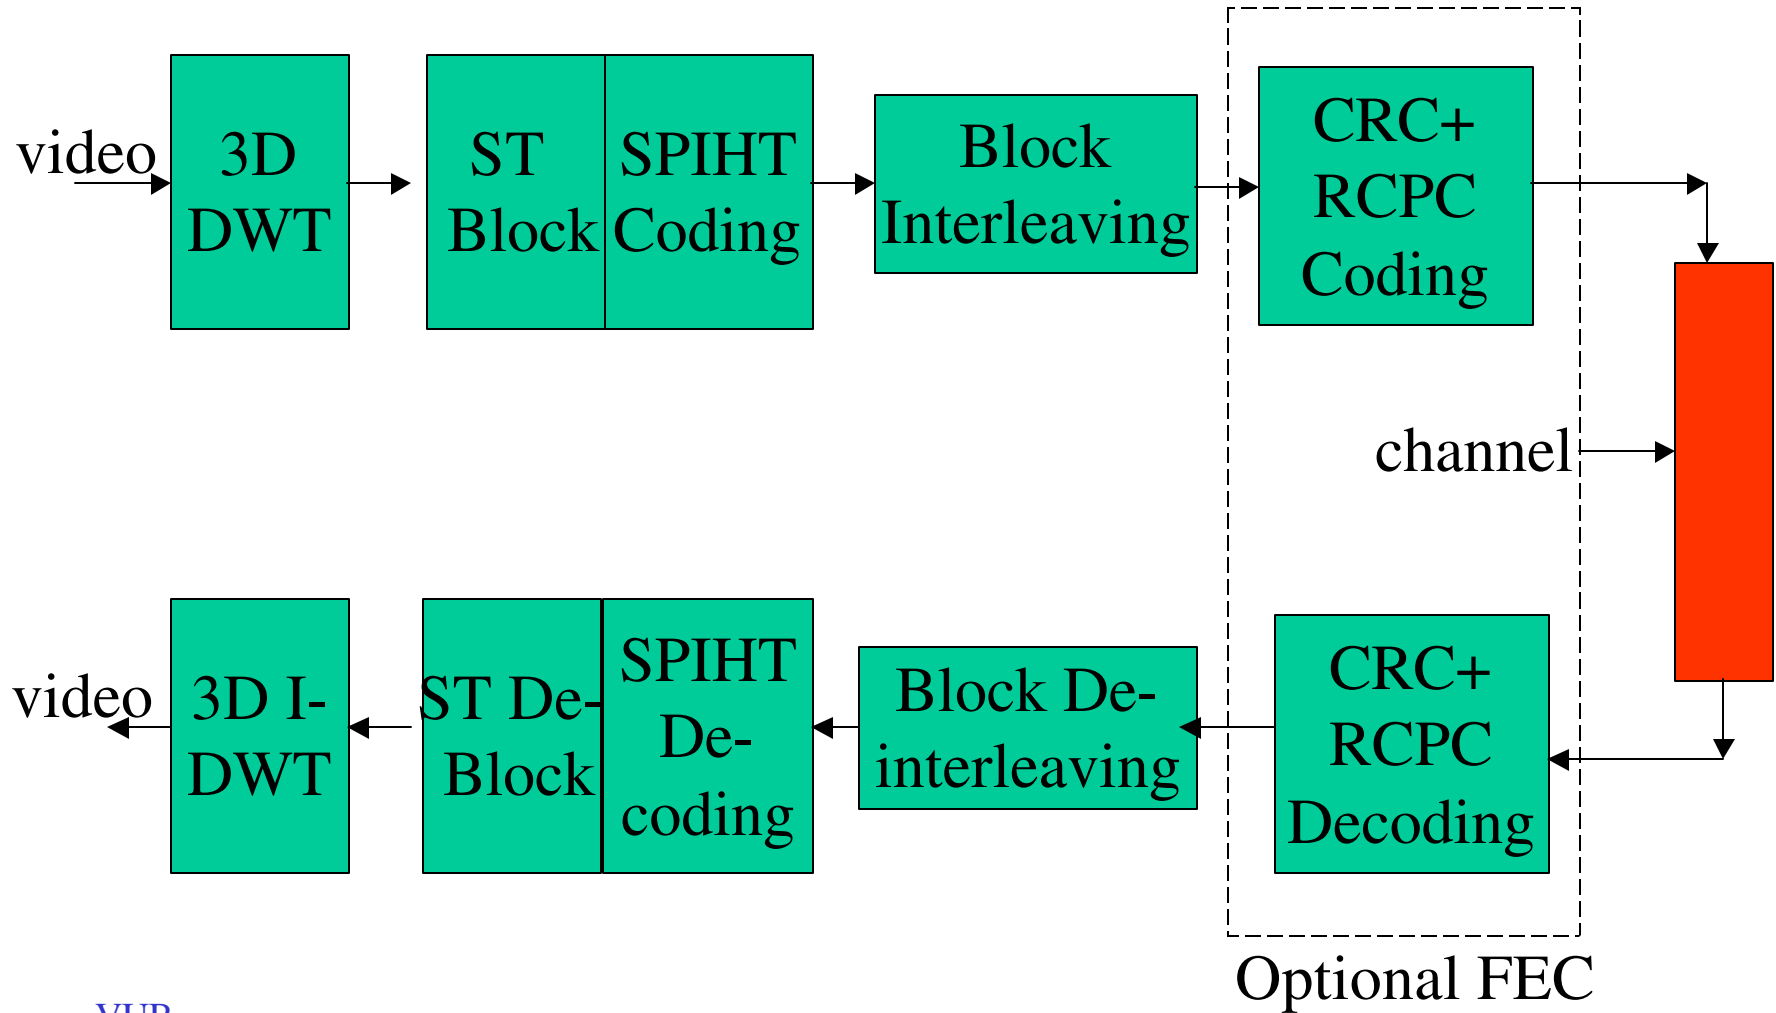 video
3D
DWT
ST
Block
SPIHT
Coding
Block
Interleaving
CRC+
RCPC
Coding
channel
video
3D I-
DWT
ST De-
Block
SPIHT
De-
coding
Block De-
interleaving
CRC+
RCPC
Decoding
Optional FEC